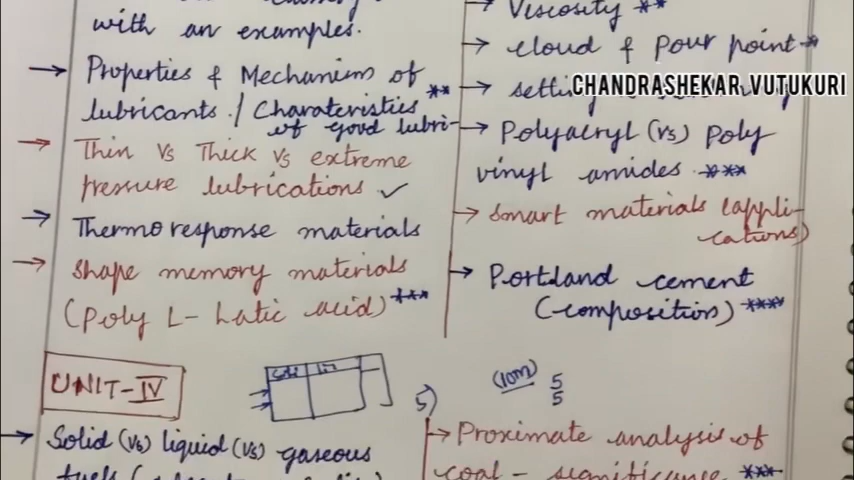 with an examples.
→ Properties & Mechanism of
lubricants. / Charateristics **
of good lubri-
→ Thin Vs Thick Vs extreme
pressure lubrications ✓
→ Thermoresponse materials
→ Shape memory materials
(Poly L- Latic acid) ***
→ Viscosity **
→ cloud & Pour point *
→
CHANDRASHEKAR VUTUKURI
→ Polyacryl (vs) Poly
vinyl amides ***
→ Smart materials (appli-
cations)
→ Portland cement
(composition) ****
UNIT-IV
5)
(10m) 5
5
→ Solid (vs) liquid (vs) gaseous
→ Proximate analysis of
coal - significance ***